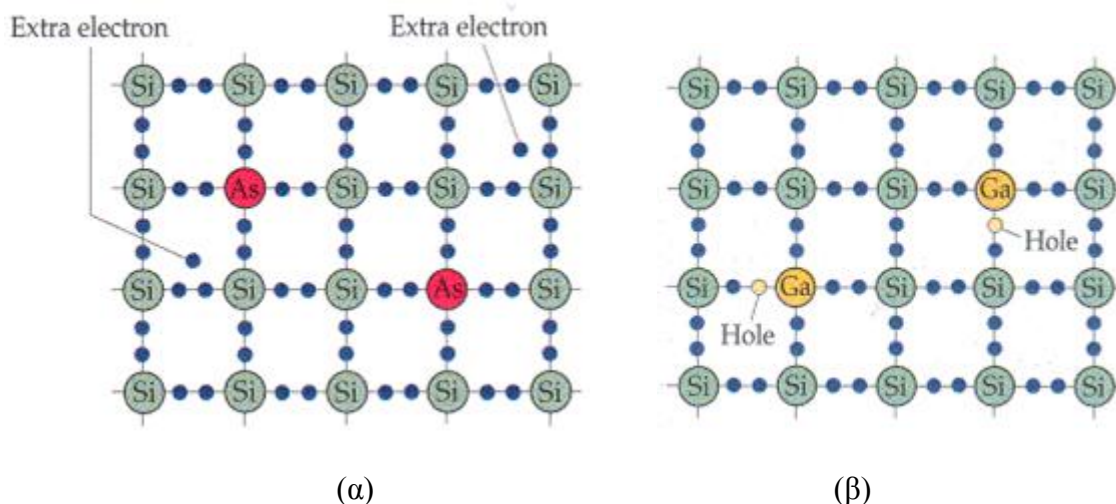 Extra electron Extra electron
Si Si Si Si Si Si Si Si Si Si
Si As Si Si Si Si Si Si Ga Si
Hole
Si Si Si As Si Si Ga Si Si Si
Hole
Si Si Si Si Si Si Si Si Si Si
(α) (β)